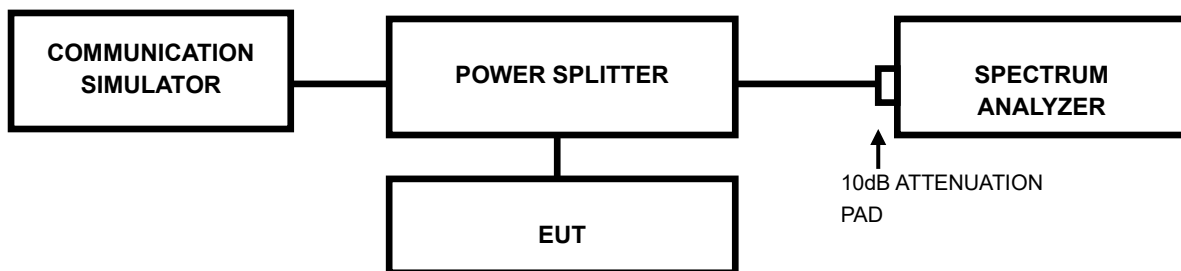 COMMUNICATION
SIMULATOR
POWER SPLITTER
SPECTRUM
ANALYZER
10dB ATTENUATION
PAD
EUT